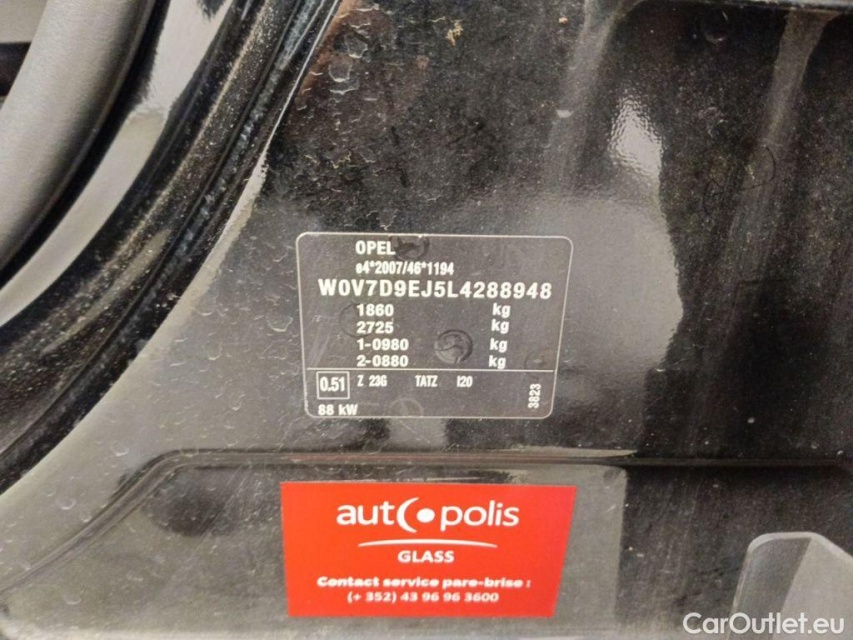 OPEL
e4*2007/46*1194
W0V7D9EJ5L4288948
1860 kg
2725 kg
1-0980 kg
2-0880 kg
0.51 Z 23G TATZ I20
3823
88 kW
autopolis
GLASS
Contact service pare-brise :
(+ 352) 43 96 96 3600
CarOutlet.eu